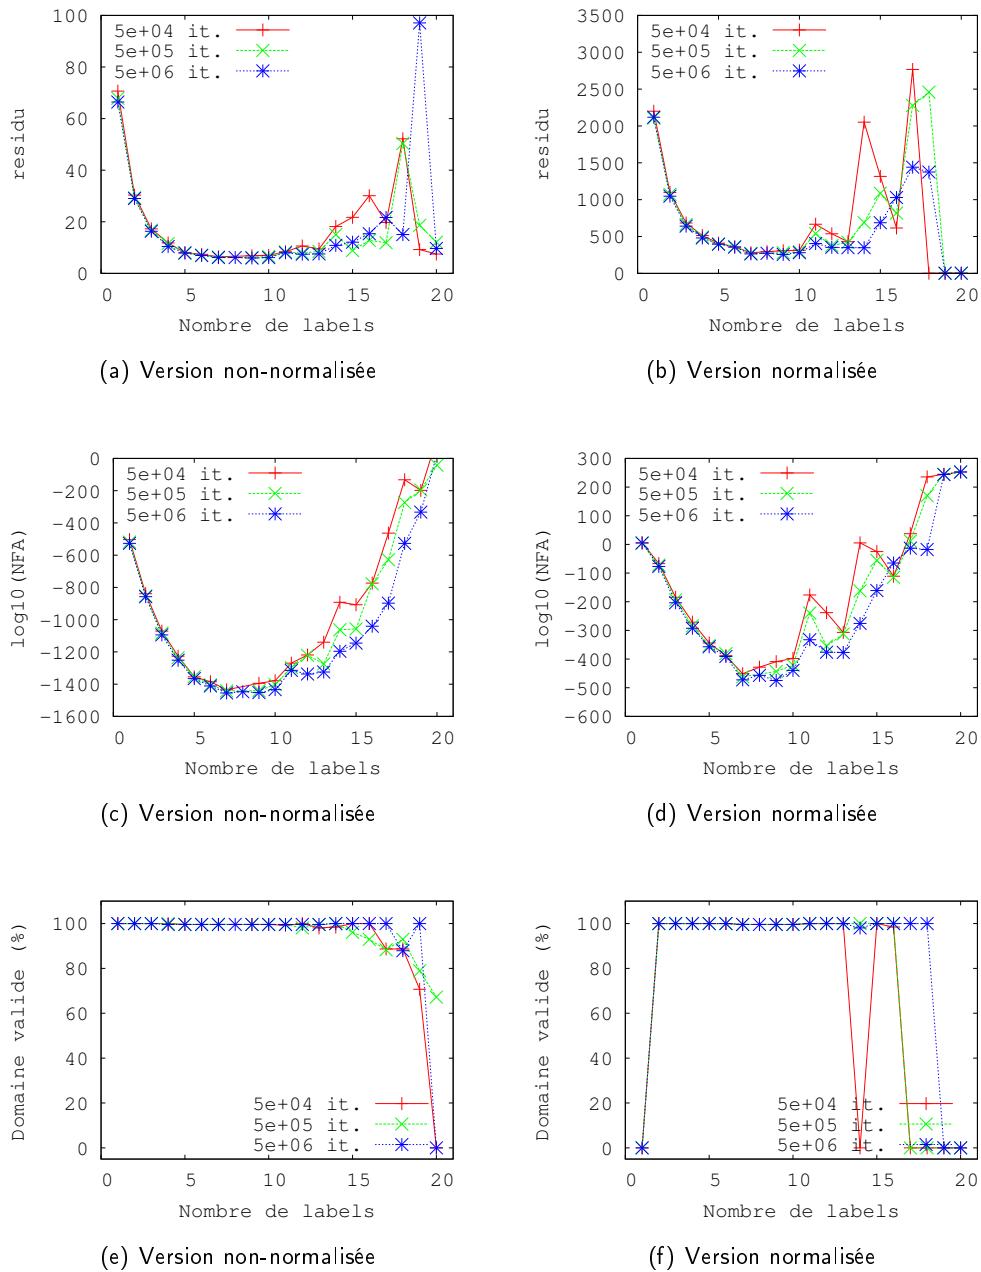 100
80
60
40
20
0
residu
5e+04 it.
5e+05 it.
5e+06 it.
0 5 10 15 20
Nombre de labels
(a) Version non-normalisée
3500
3000
2500
2000
1500
1000
500
0
residu
5e+04 it.
5e+05 it.
5e+06 it.
0 5 10 15 20
Nombre de labels
(b) Version normalisée
0
-200
-400
-600
-800
-1000
-1200
-1400
-1600
log10(NFA)
5e+04 it.
5e+05 it.
5e+06 it.
0 5 10 15 20
Nombre de labels
(c) Version non-normalisée
300
200
100
0
-100
-200
-300
-400
-500
-600
log10(NFA)
5e+04 it.
5e+05 it.
5e+06 it.
0 5 10 15 20
Nombre de labels
(d) Version normalisée
100
80
60
40
20
0
Domaine valide (%)
5e+04 it.
5e+05 it.
5e+06 it.
0 5 10 15 20
Nombre de labels
(e) Version non-normalisée
100
80
60
40
20
0
Domaine valide (%)
5e+04 it.
5e+05 it.
5e+06 it.
0 5 10 15 20
Nombre de labels
(f) Version normalisée